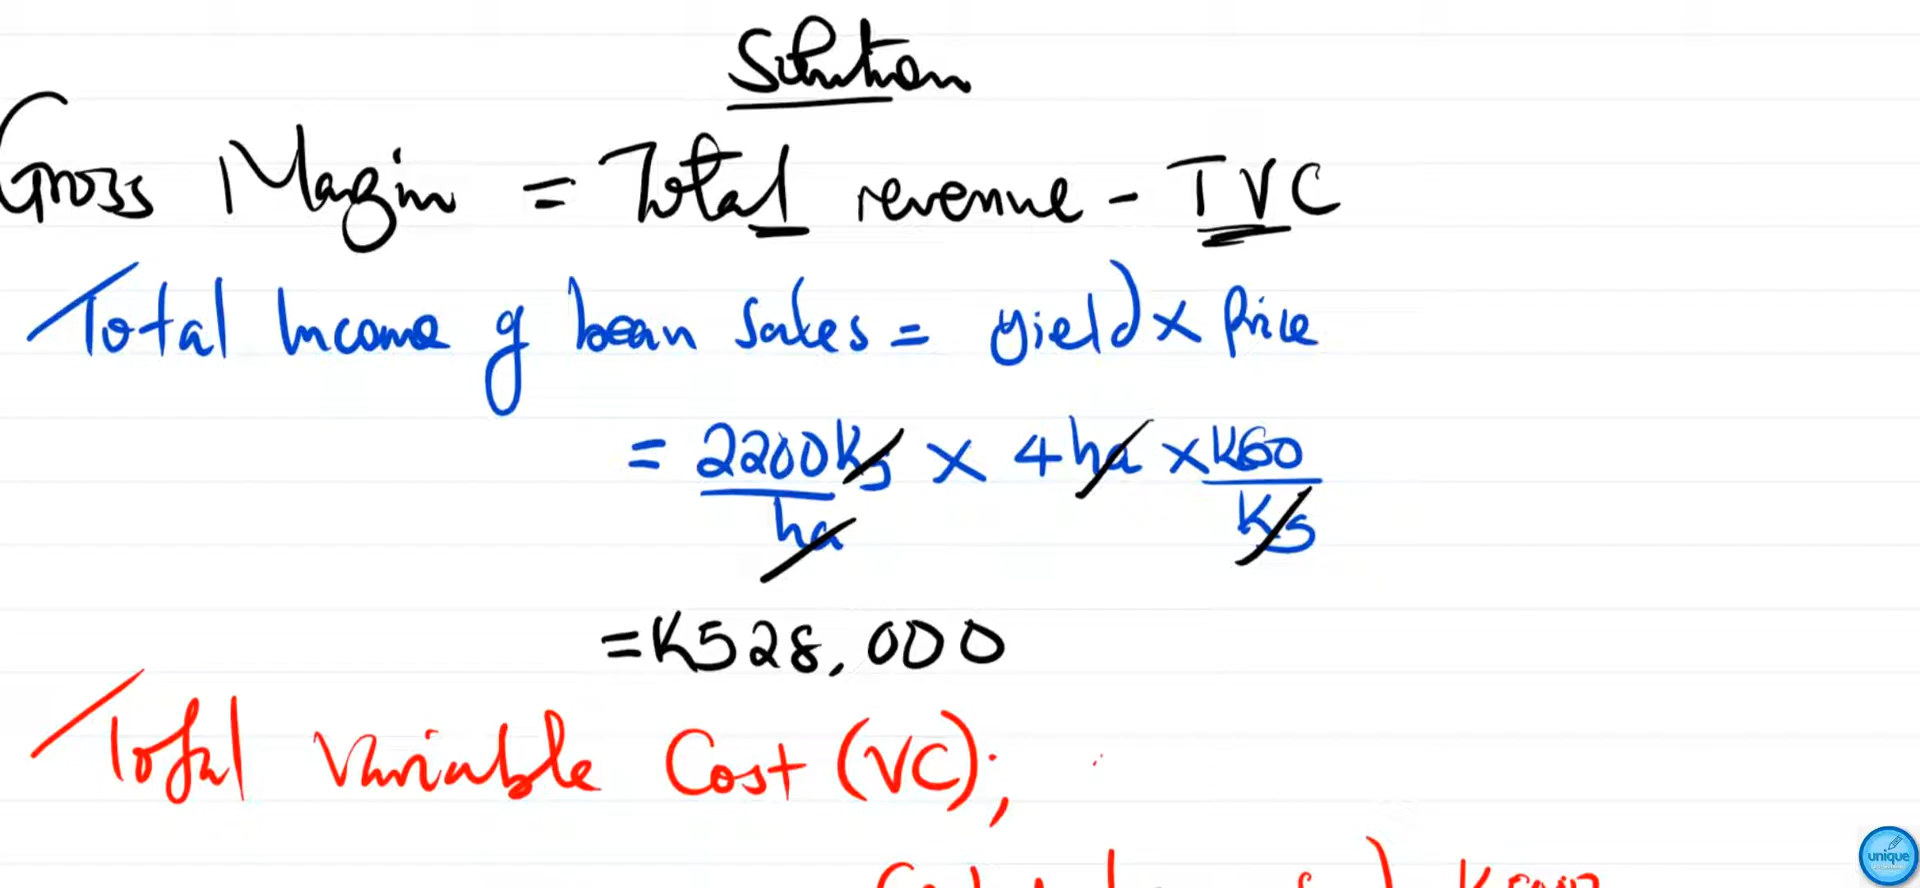 Solution
Gross Margin = Total revenue - TVC
Total Income of bean sales = yield x Price
= 2200kg/ha x 4ha x K60/kg
= K528,000
Total Variable Cost (VC);
unique